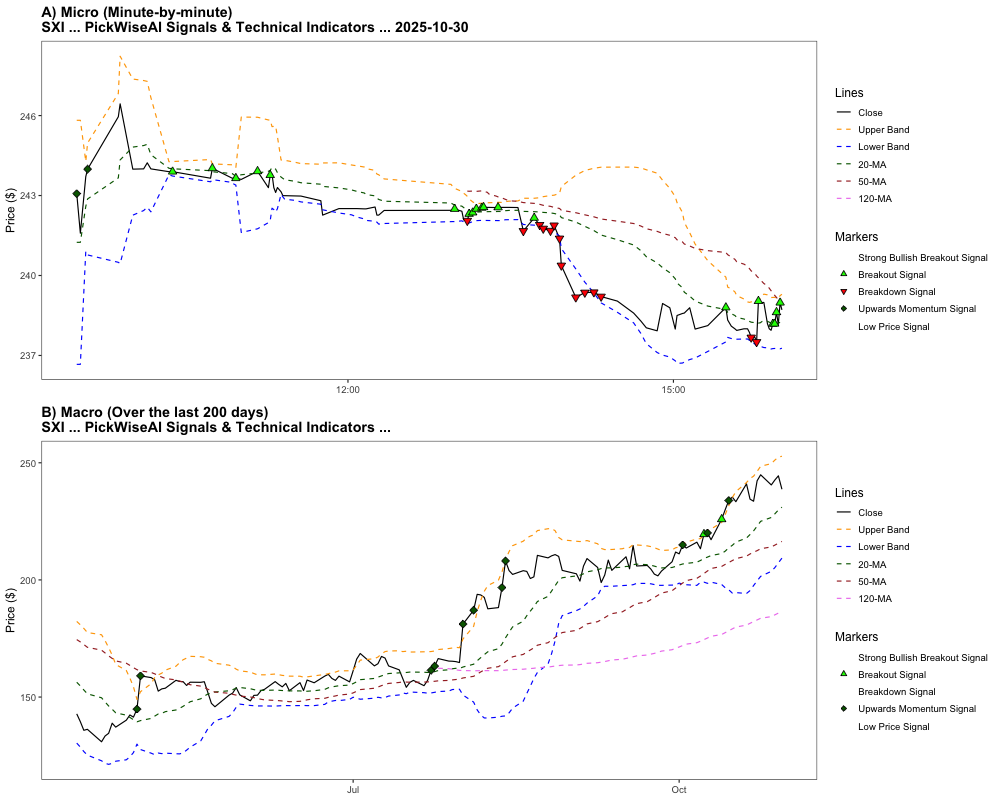 A) Micro (Minute-by-minute)
SXI ... PickWiseAI Signals & Technical Indicators ... 2025-10-30
246
243
240
237
Price ($)
12:00
15:00
Lines
Close
Upper Band
Lower Band
20-MA
50-MA
120-MA
Markers
Strong Bullish Breakout Signal
Breakout Signal
Breakdown Signal
Upwards Momentum Signal
Low Price Signal
B) Macro (Over the last 200 days)
SXI ... PickWiseAI Signals & Technical Indicators ...
250
200
150
Price ($)
Jul
Oct
Lines
Close
Upper Band
Lower Band
20-MA
50-MA
120-MA
Markers
Strong Bullish Breakout Signal
Breakout Signal
Breakdown Signal
Upwards Momentum Signal
Low Price Signal